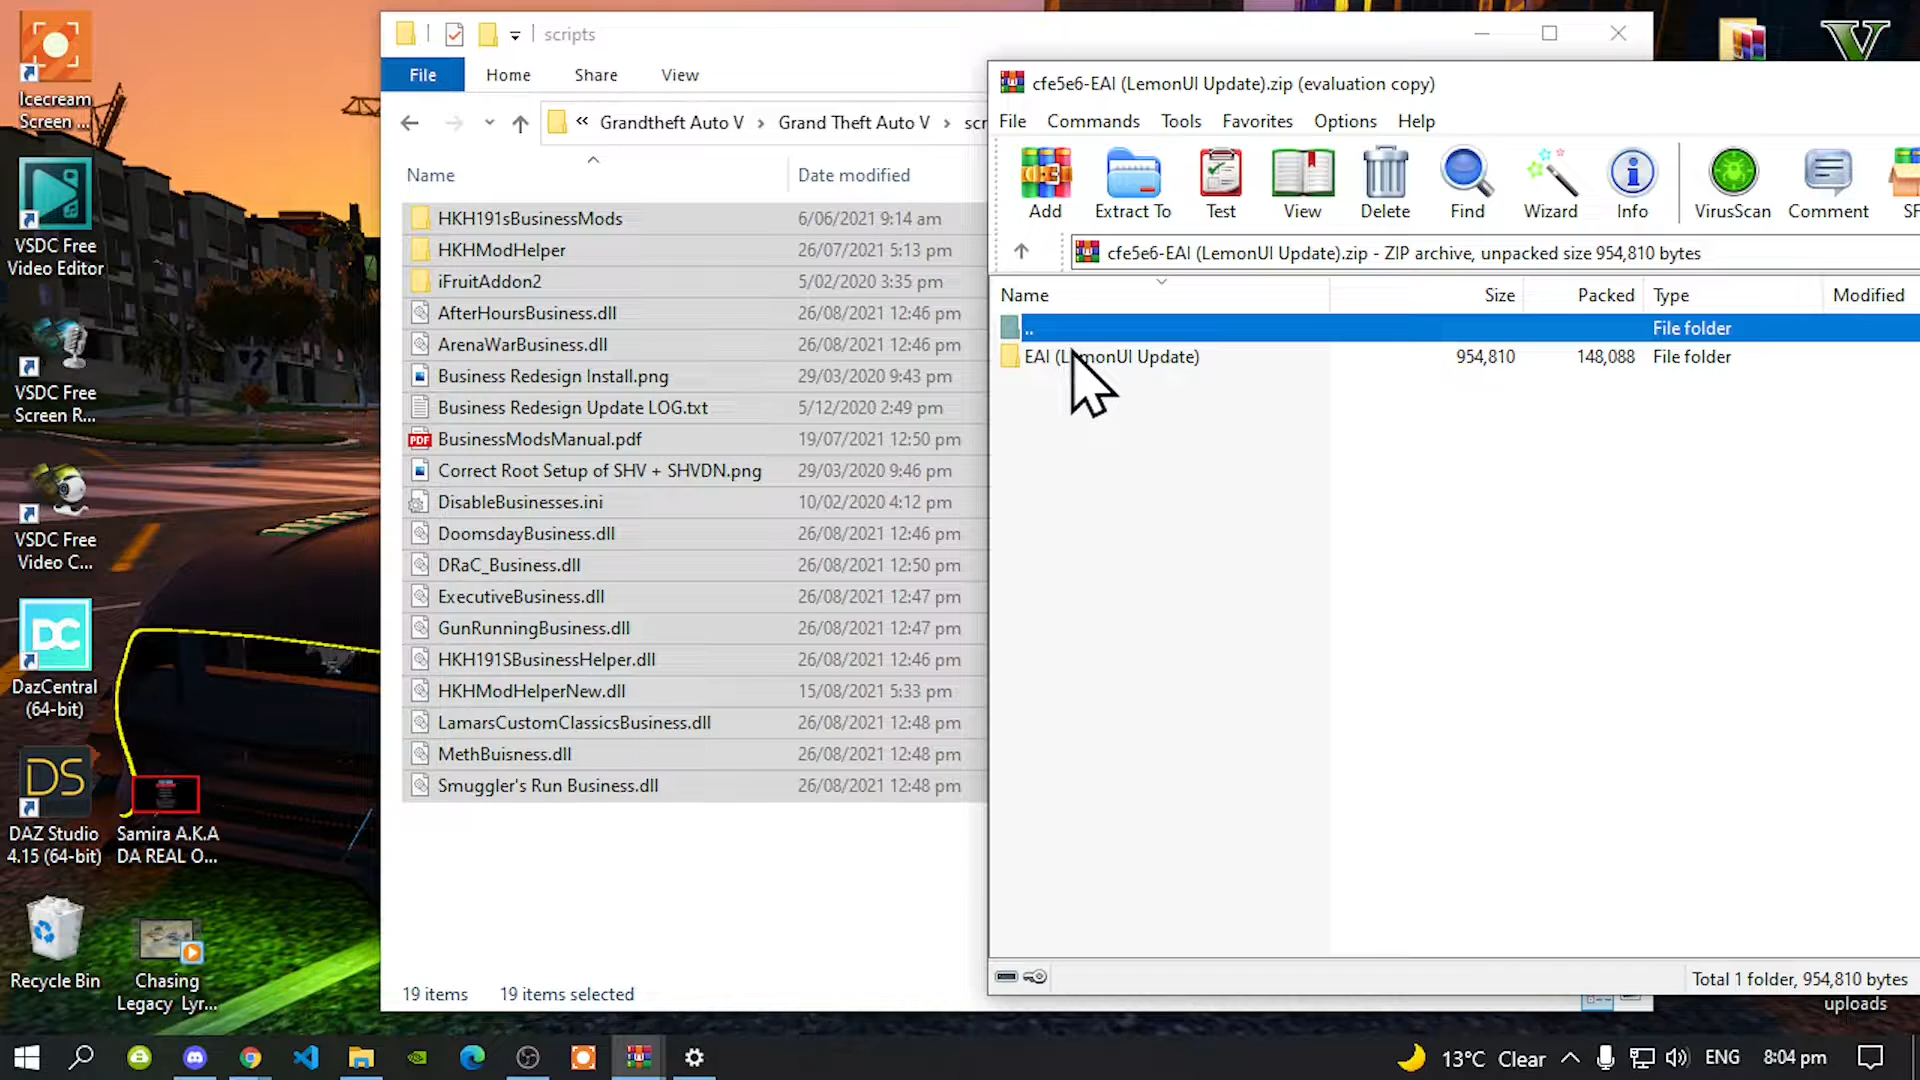 Icecream
Screen ...
VSDC Free
Video Editor
VSDC Free
Screen R...
VSDC Free
Video C...
DC
DazCentral
(64-bit)
DS
DAZ Studio
4.15 (64-bit)
Samira A.K.A
DA REAL O...
Recycle Bin
Chasing
Legacy Lyr...
scripts
File Home Share View
« Grandtheft Auto V > Grand Theft Auto V > scr
Name Date modified
HKH191sBusinessMods 6/06/2021 9:14 am
HKHModHelper 26/07/2021 5:13 pm
iFruitAddon2 5/02/2020 3:35 pm
AfterHoursBusiness.dll 26/08/2021 12:46 pm
ArenaWarBusiness.dll 26/08/2021 12:46 pm
Business Redesign Install.png 29/03/2020 9:43 pm
Business Redesign Update LOG.txt 5/12/2020 2:49 pm
PDF BusinessModsManual.pdf 19/07/2021 12:50 pm
Correct Root Setup of SHV + SHVDN.png 29/03/2020 9:46 pm
DisableBusinesses.ini 10/02/2020 4:12 pm
DoomsdayBusiness.dll 26/08/2021 12:46 pm
DRaC_Business.dll 26/08/2021 12:50 pm
ExecutiveBusiness.dll 26/08/2021 12:47 pm
GunRunningBusiness.dll 26/08/2021 12:47 pm
HKH191SBusinessHelper.dll 26/08/2021 12:46 pm
HKHModHelperNew.dll 15/08/2021 5:33 pm
LamarsCustomClassicsBusiness.dll 26/08/2021 12:48 pm
MethBuisness.dll 26/08/2021 12:48 pm
Smuggler's Run Business.dll 26/08/2021 12:48 pm
19 items 19 items selected
V
cfe5e6-EAI (LemonUI Update).zip (evaluation copy)
File Commands Tools Favorites Options Help
Add Extract To Test View Delete Find Wizard Info VirusScan Comment SF
cfe5e6-EAI (LemonUI Update).zip - ZIP archive, unpacked size 954,810 bytes
Name Size Packed Type Modified
.. File folder
EAI (LemonUI Update) 954,810 148,088 File folder
Total 1 folder, 954,810 bytes
uploads
13°C Clear ENG 8:04 pm